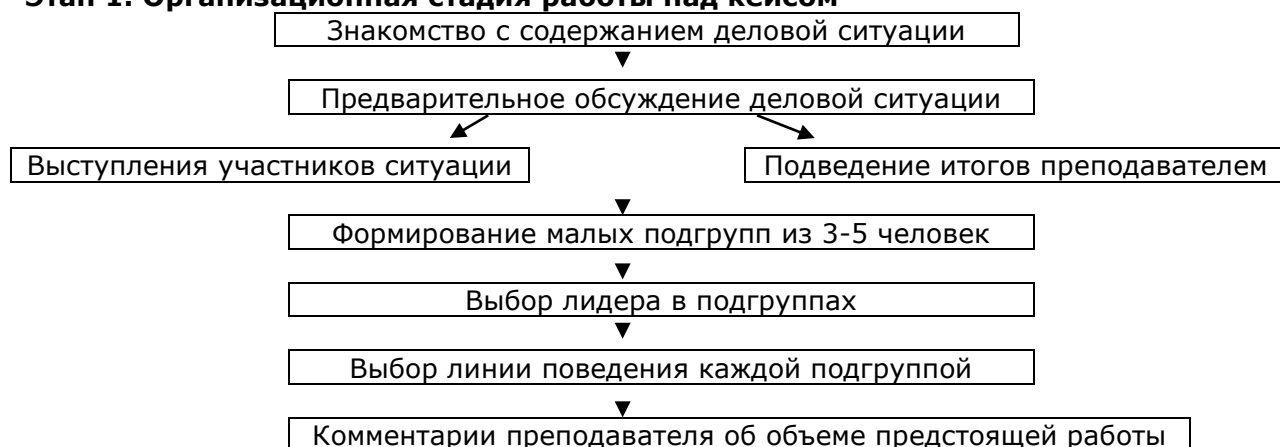 Этап 1. Организационная стадия работы над кейсом
Знакомство с содержанием деловой ситуации
Предварительное обсуждение деловой ситуации
Выступления участников ситуации
Подведение итогов преподавателем
Формирование малых подгрупп из 3-5 человек
Выбор лидера в подгруппах
Выбор линии поведения каждой подгруппой
Комментарии преподавателя об объеме предстоящей работы